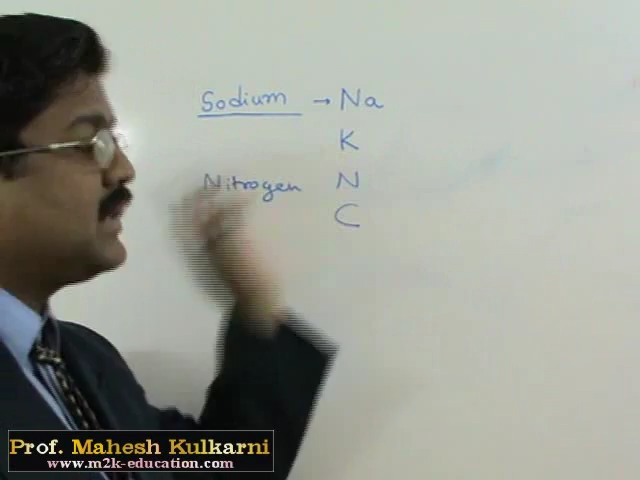 Sodium → Na
K
Nitrogen N
C
Prof. Mahesh Kulkarni
www.m2k-education.com